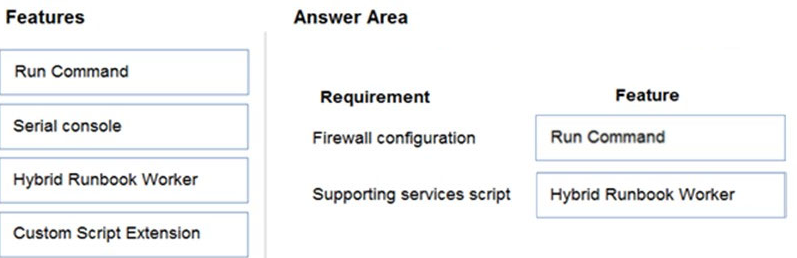 Features
Answer Area
Run Command
Serial console
Hybrid Runbook Worker
Custom Script Extension
Requirement
Feature
Firewall configuration
Run Command
Supporting services script
Hybrid Runbook Worker